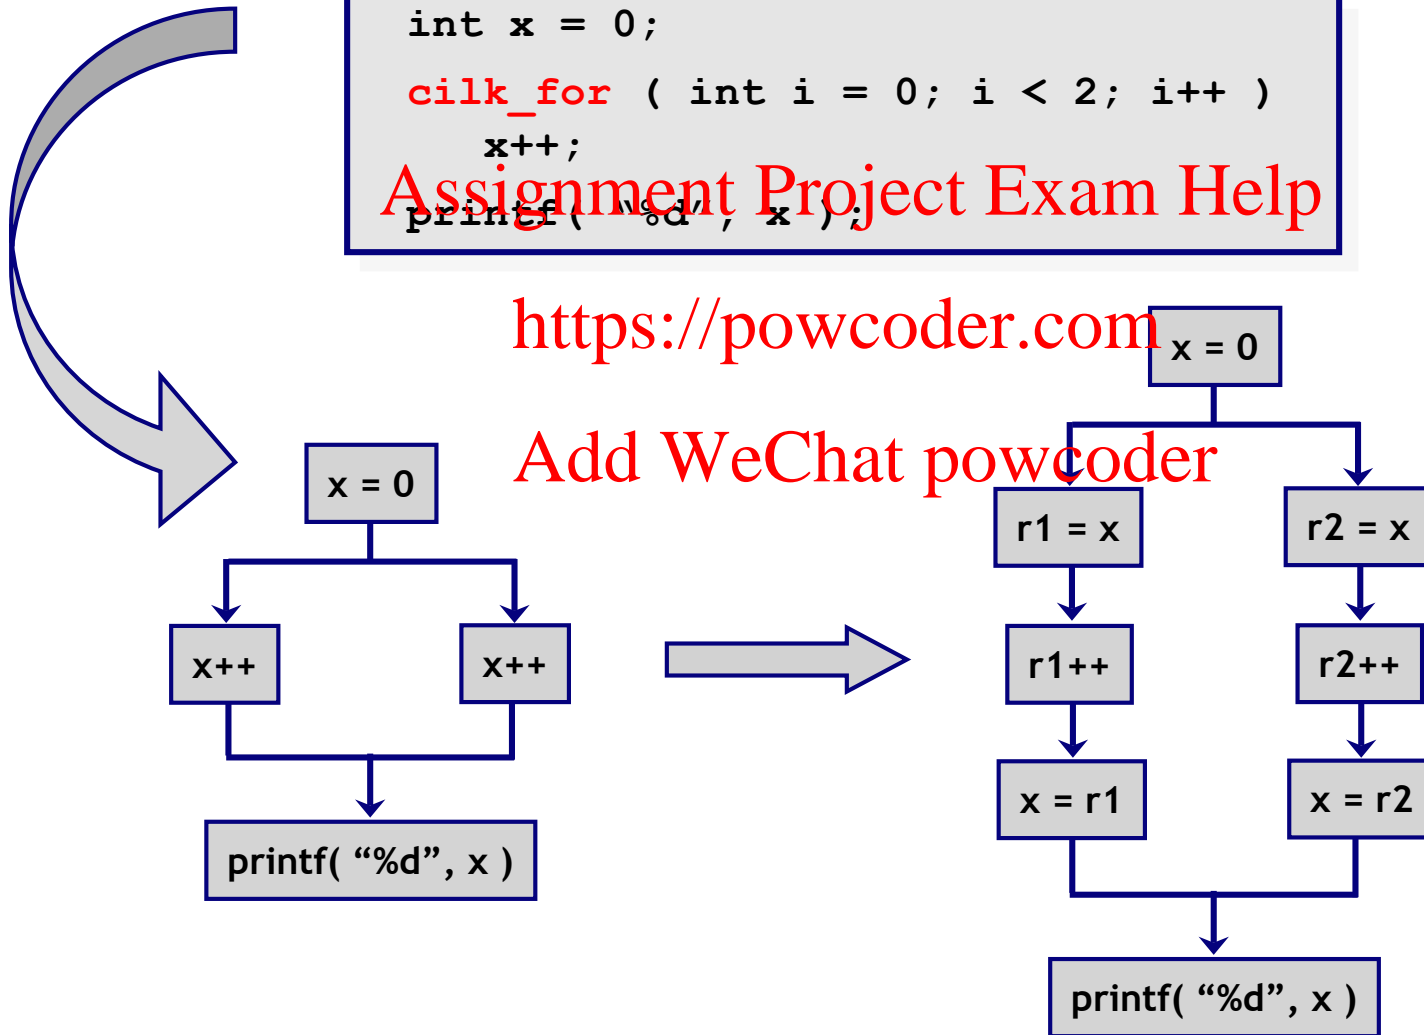 int x = 0;
cilk_for ( int i = 0; i < 2; i++ )
x++;
Assignment Project Exam Help
printf( “%d”, x );
https://powcoder.com
x = 0
Add WeChat powcoder
x = 0
r1 = x
r2 = x
x++
x++
r1++
r2++
x = r1
x = r2
printf( “%d”, x )
printf( “%d”, x )